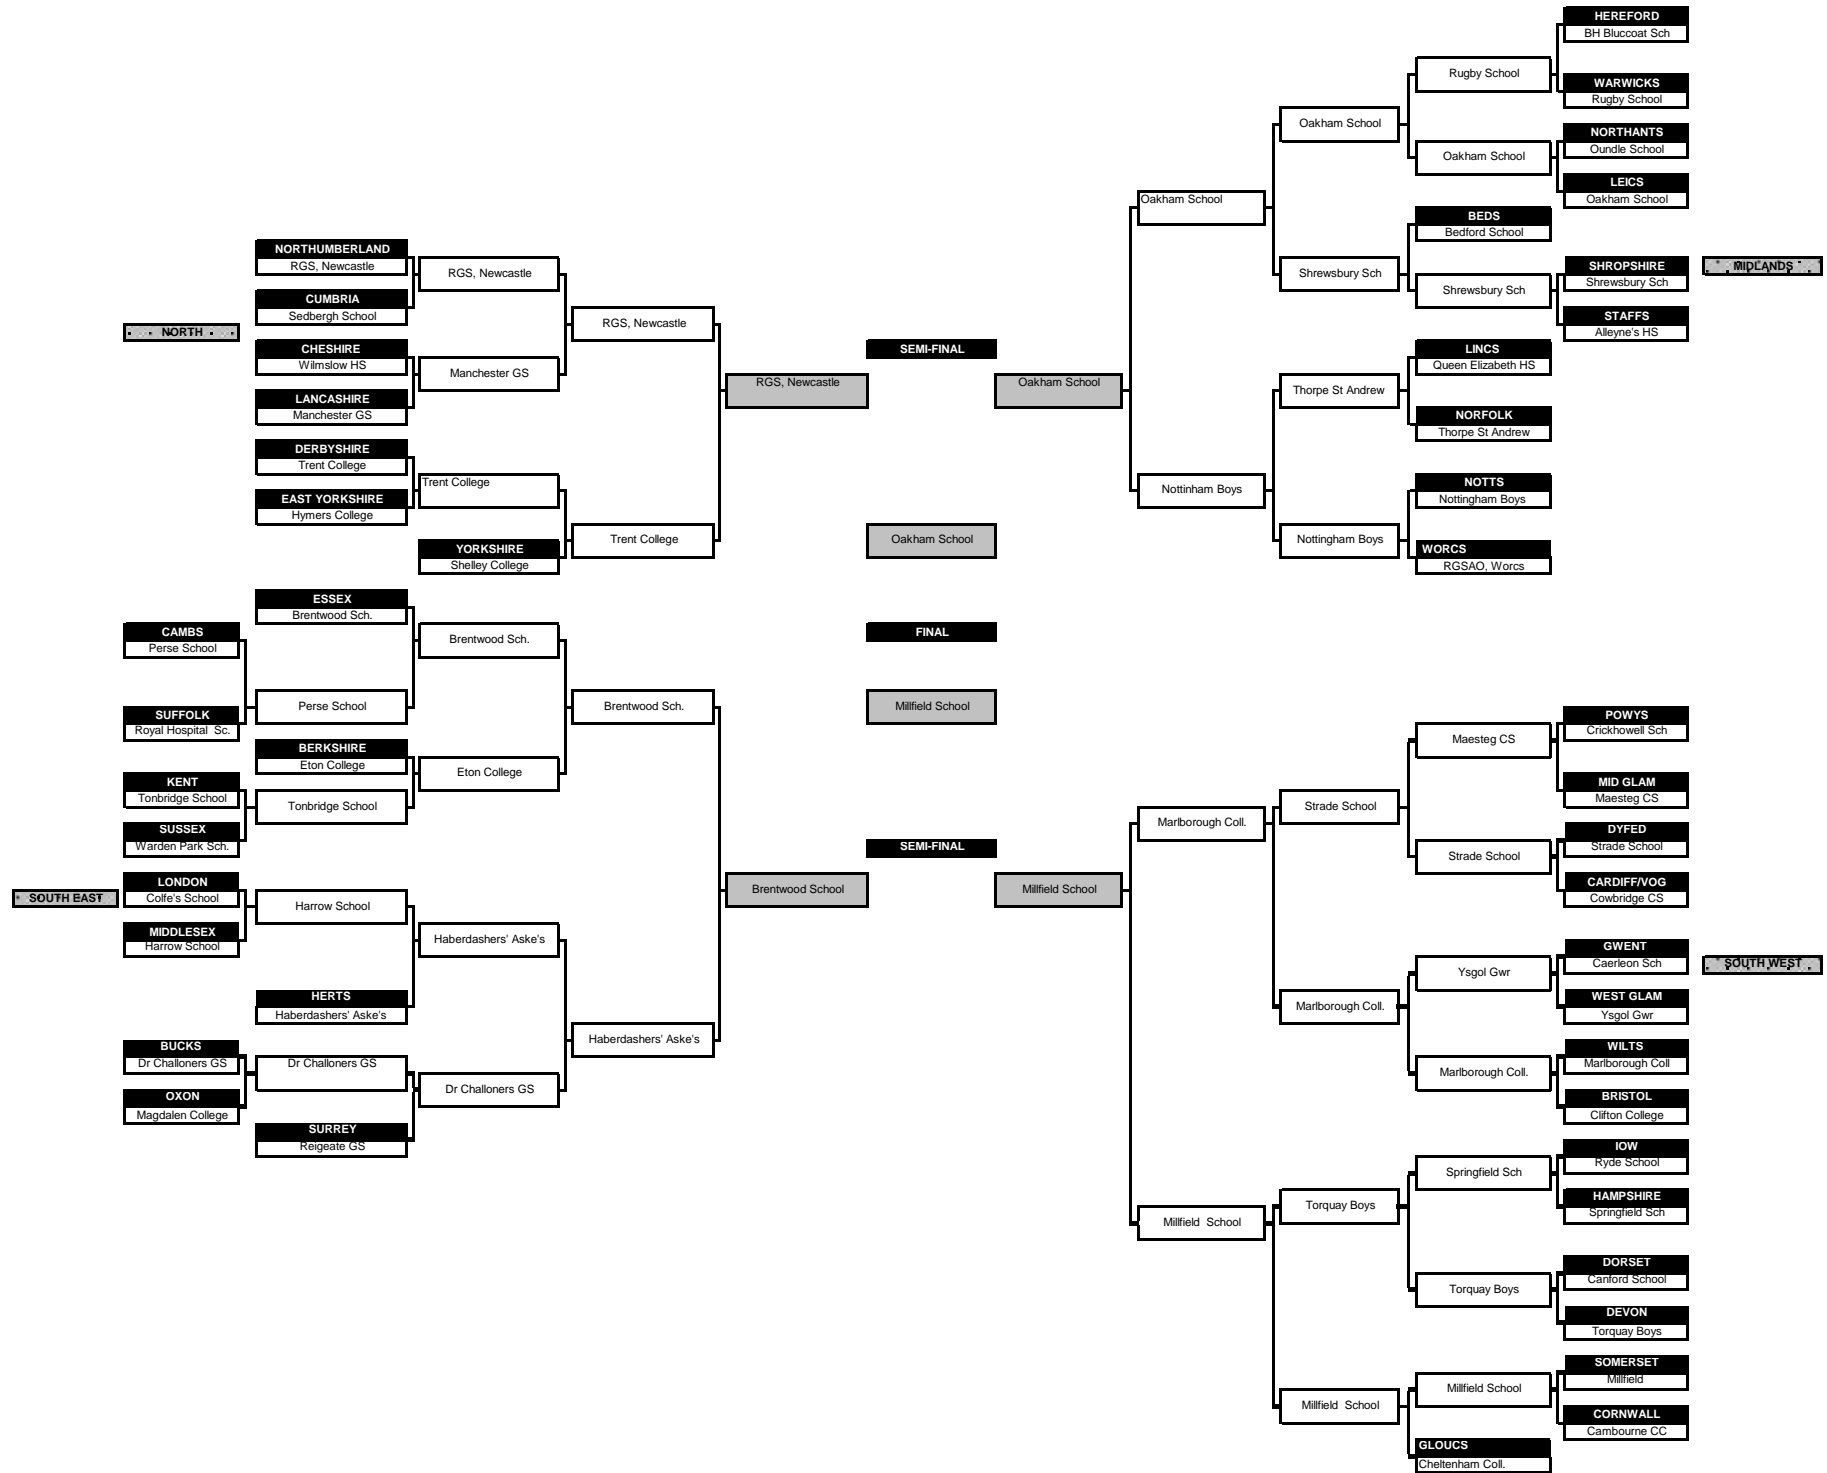 HEREFORD
BH Bluccoat Sch
Rugby School
WARWICKS
Rugby School
Oakham School
NORTHANTS
Oundle School
Oakham School
LEICS
Oakham School
Oakham School
BEDS
Bedford School
Shrewsbury Sch
SHROPSHIRE
Shrewsbury Sch
MIDLANDS
Shrewsbury Sch
STAFFS
Alleyne's HS
NORTHUMBERLAND
RGS, Newcastle
RGS, Newcastle
CUMBRIA
Sedbergh School
NORTH
RGS, Newcastle
CHESHIRE
Wilmslow HS
Manchester GS
LANCASHIRE
Manchester GS
SEMI-FINAL
RGS, Newcastle
Oakham School
LINCS
Queen Elizabeth HS
Thorpe St Andrew
NORFOLK
Thorpe St Andrew
DERBYSHIRE
Trent College
Trent College
EAST YORKSHIRE
Hymers College
Trent College
YORKSHIRE
Shelley College
Oakham School
Nottinham Boys
NOTTS
Nottingham Boys
Nottingham Boys
WORCS
RGSAO, Worcs
ESSEX
Brentwood Sch.
CAMBS
Perse School
Brentwood Sch.
FINAL
Perse School
Brentwood Sch.
Millfield School
SUFFOLK
Royal Hospital Sc.
BERKSHIRE
Eton College
Eton College
KENT
Tonbridge School
Tonbridge School
SUSSEX
Warden Park Sch.
POWYS
Crickhowell Sch
Maesteg CS
MID GLAM
Maesteg CS
Strade School
Marlborough Coll.
DYFED
Strade School
Strade School
CARDIFF/VOG
Cowbridge CS
SEMI-FINAL
Brentwood School
Millfield School
SOUTH EAST
LONDON
Colfe's School
Harrow School
MIDDLESEX
Harrow School
Haberdashers' Aske's
HERTS
Haberdashers' Aske's
Haberdashers' Aske's
BUCKS
Dr Challoners GS
Dr Challoners GS
Dr Challoners GS
OXON
Magdalen College
SURREY
Reigeate GS
GWENT
Caerleon Sch
SOUTH WEST
Ysgol Gwr
WEST GLAM
Ysgol Gwr
Marlborough Coll.
WILTS
Marlborough Coll
Marlborough Coll.
BRISTOL
Clifton College
IOW
Ryde School
Springfield Sch
HAMPSHIRE
Springfield Sch
Torquay Boys
Millfield School
DORSET
Canford School
Torquay Boys
DEVON
Torquay Boys
SOMERSET
Millfield
Millfield School
Millfield School
CORNWALL
Cambourne CC
GLOUCS
Cheltenham Coll.